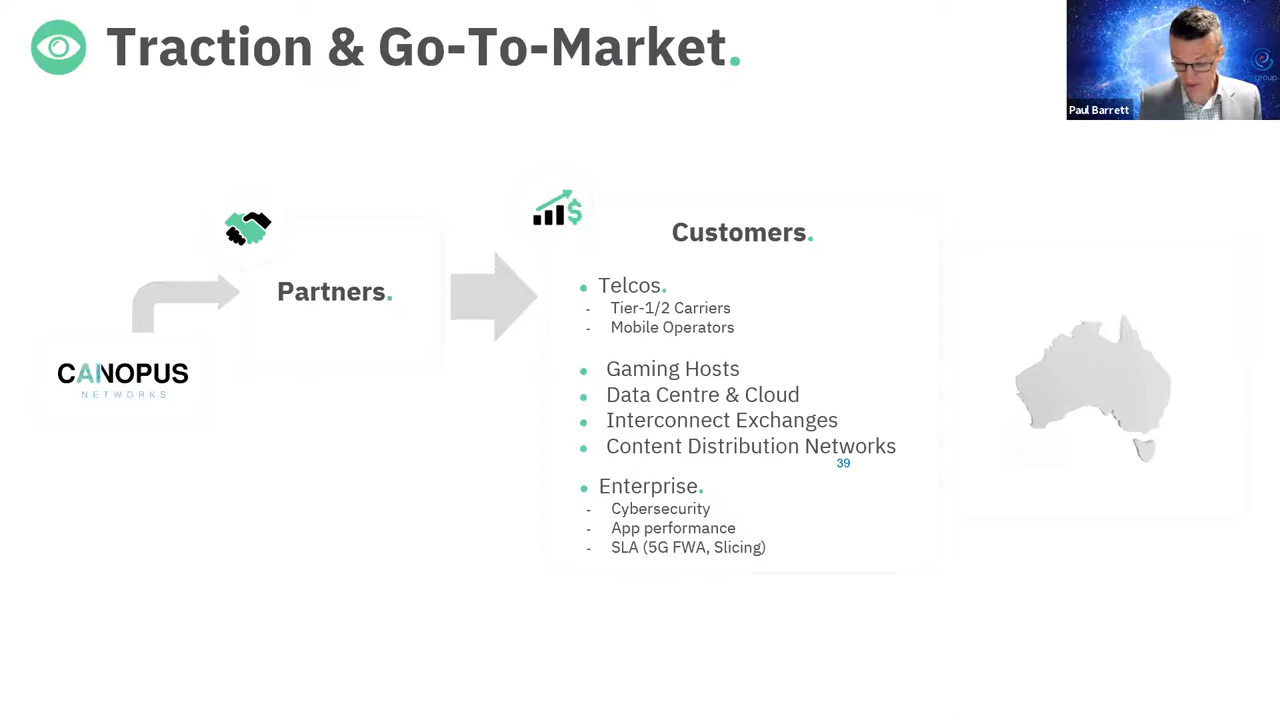 Traction & Go-To-Market.
Paul Barrett
group
Partners.
CANOPUS
NETWORKS
Customers.
Telcos.
- Tier-1/2 Carriers
- Mobile Operators
Gaming Hosts
Data Centre & Cloud
Interconnect Exchanges
Content Distribution Networks
39
Enterprise.
- Cybersecurity
- App performance
- SLA (5G FWA, Slicing)